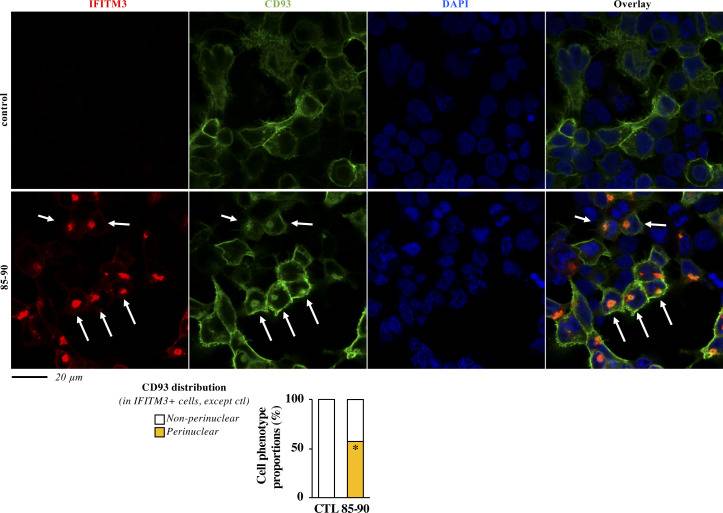 IFITM3 CD93 DAPI Overlay
control
85-90
20 µm
CD93 distribution
(in IFITM3+ cells, except ctl)
Non-perinuclear
Perinuclear
Cell phenotype
proportions (%)
100
50
0
*
CTL 85-90